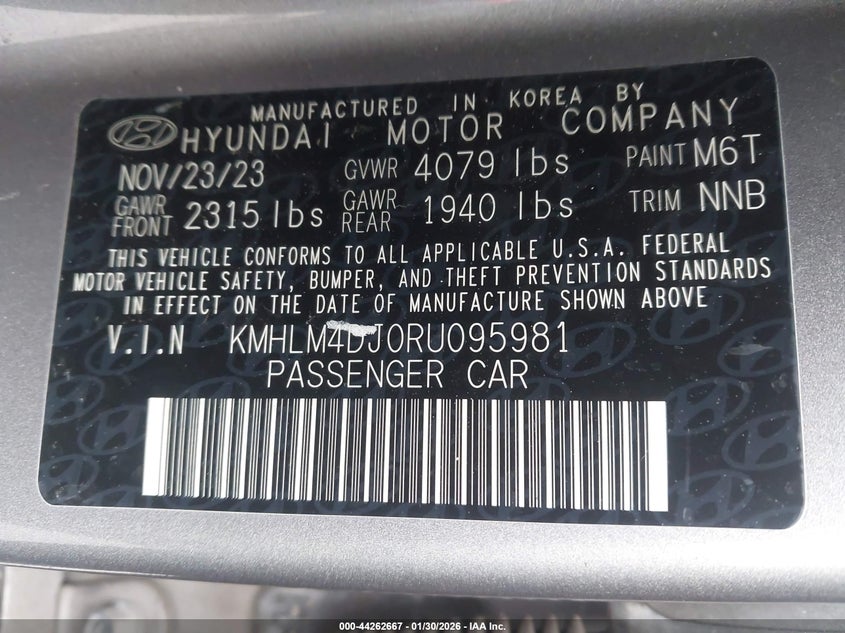 MANUFACTURED IN KOREA BY
HYUNDAI MOTOR COMPANY
NOV/23/23 GVWR 4079 lbs PAINT M6T
GAWR FRONT 2315 lbs GAWR REAR 1940 lbs TRIM NNB
THIS VEHICLE CONFORMS TO ALL APPLICABLE U.S.A. FEDERAL
MOTOR VEHICLE SAFETY, BUMPER, AND THEFT PREVENTION STANDARDS
IN EFFECT ON THE DATE OF MANUFACTURE SHOWN ABOVE
V.I.N KMHLM4DJ0RU095981
PASSENGER CAR
000-44262667 - 01/30/2026 - IAA Inc.